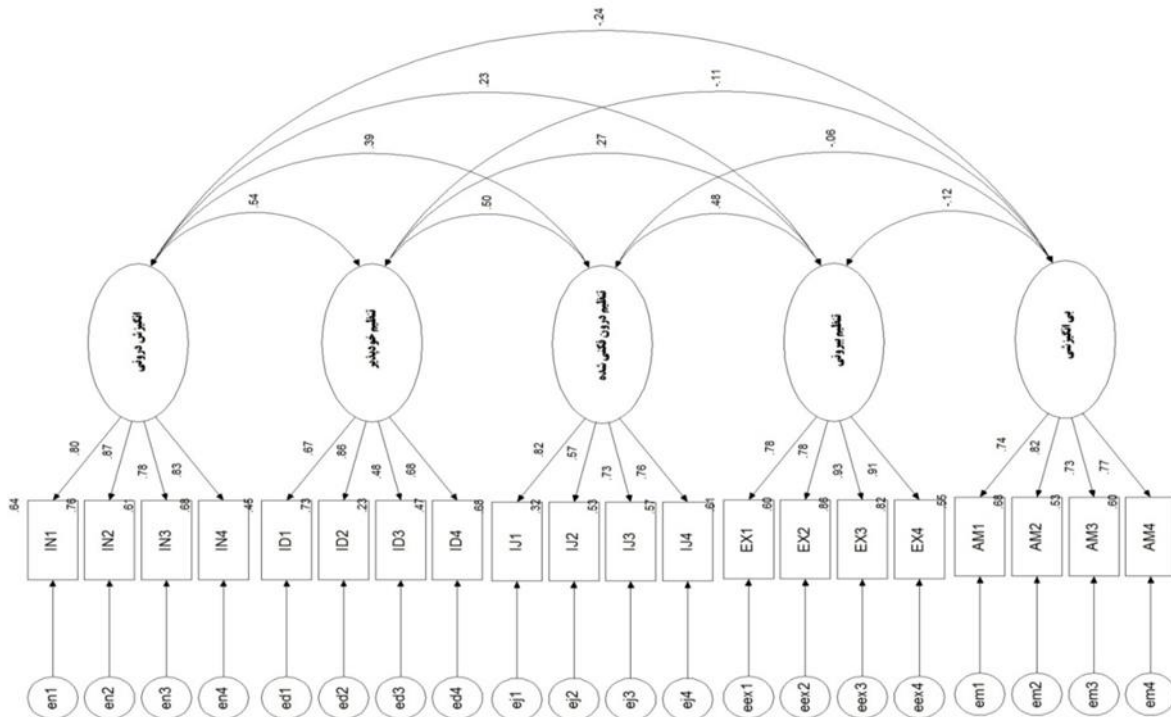 -.24
.23
-.11
.39
.27
-.06
.64
.50
.48
-.12
انگیزش درونی
تنظیم خودپذیر
تنظیم درون فکنی شده
تنظیم بیرونی
بی انگیزشی
.80
.87
.78
.83
.67
.86
.48
.68
.82
.57
.73
.76
.78
.78
.93
.91
.74
.82
.73
.77
.64
.76
.61
.68
.45
.73
.23
.47
.68
.32
.53
.57
.61
.60
.86
.82
.55
.68
.53
.60
IN1
IN2
IN3
IN4
ID1
ID2
ID3
ID4
IJ1
IJ2
IJ3
IJ4
EX1
EX2
EX3
EX4
AM1
AM2
AM3
AM4
en1
en2
en3
en4
ed1
ed2
ed3
ed4
ej1
ej2
ej3
ej4
eex1
eex2
eex3
eex4
em1
em2
em3
em4